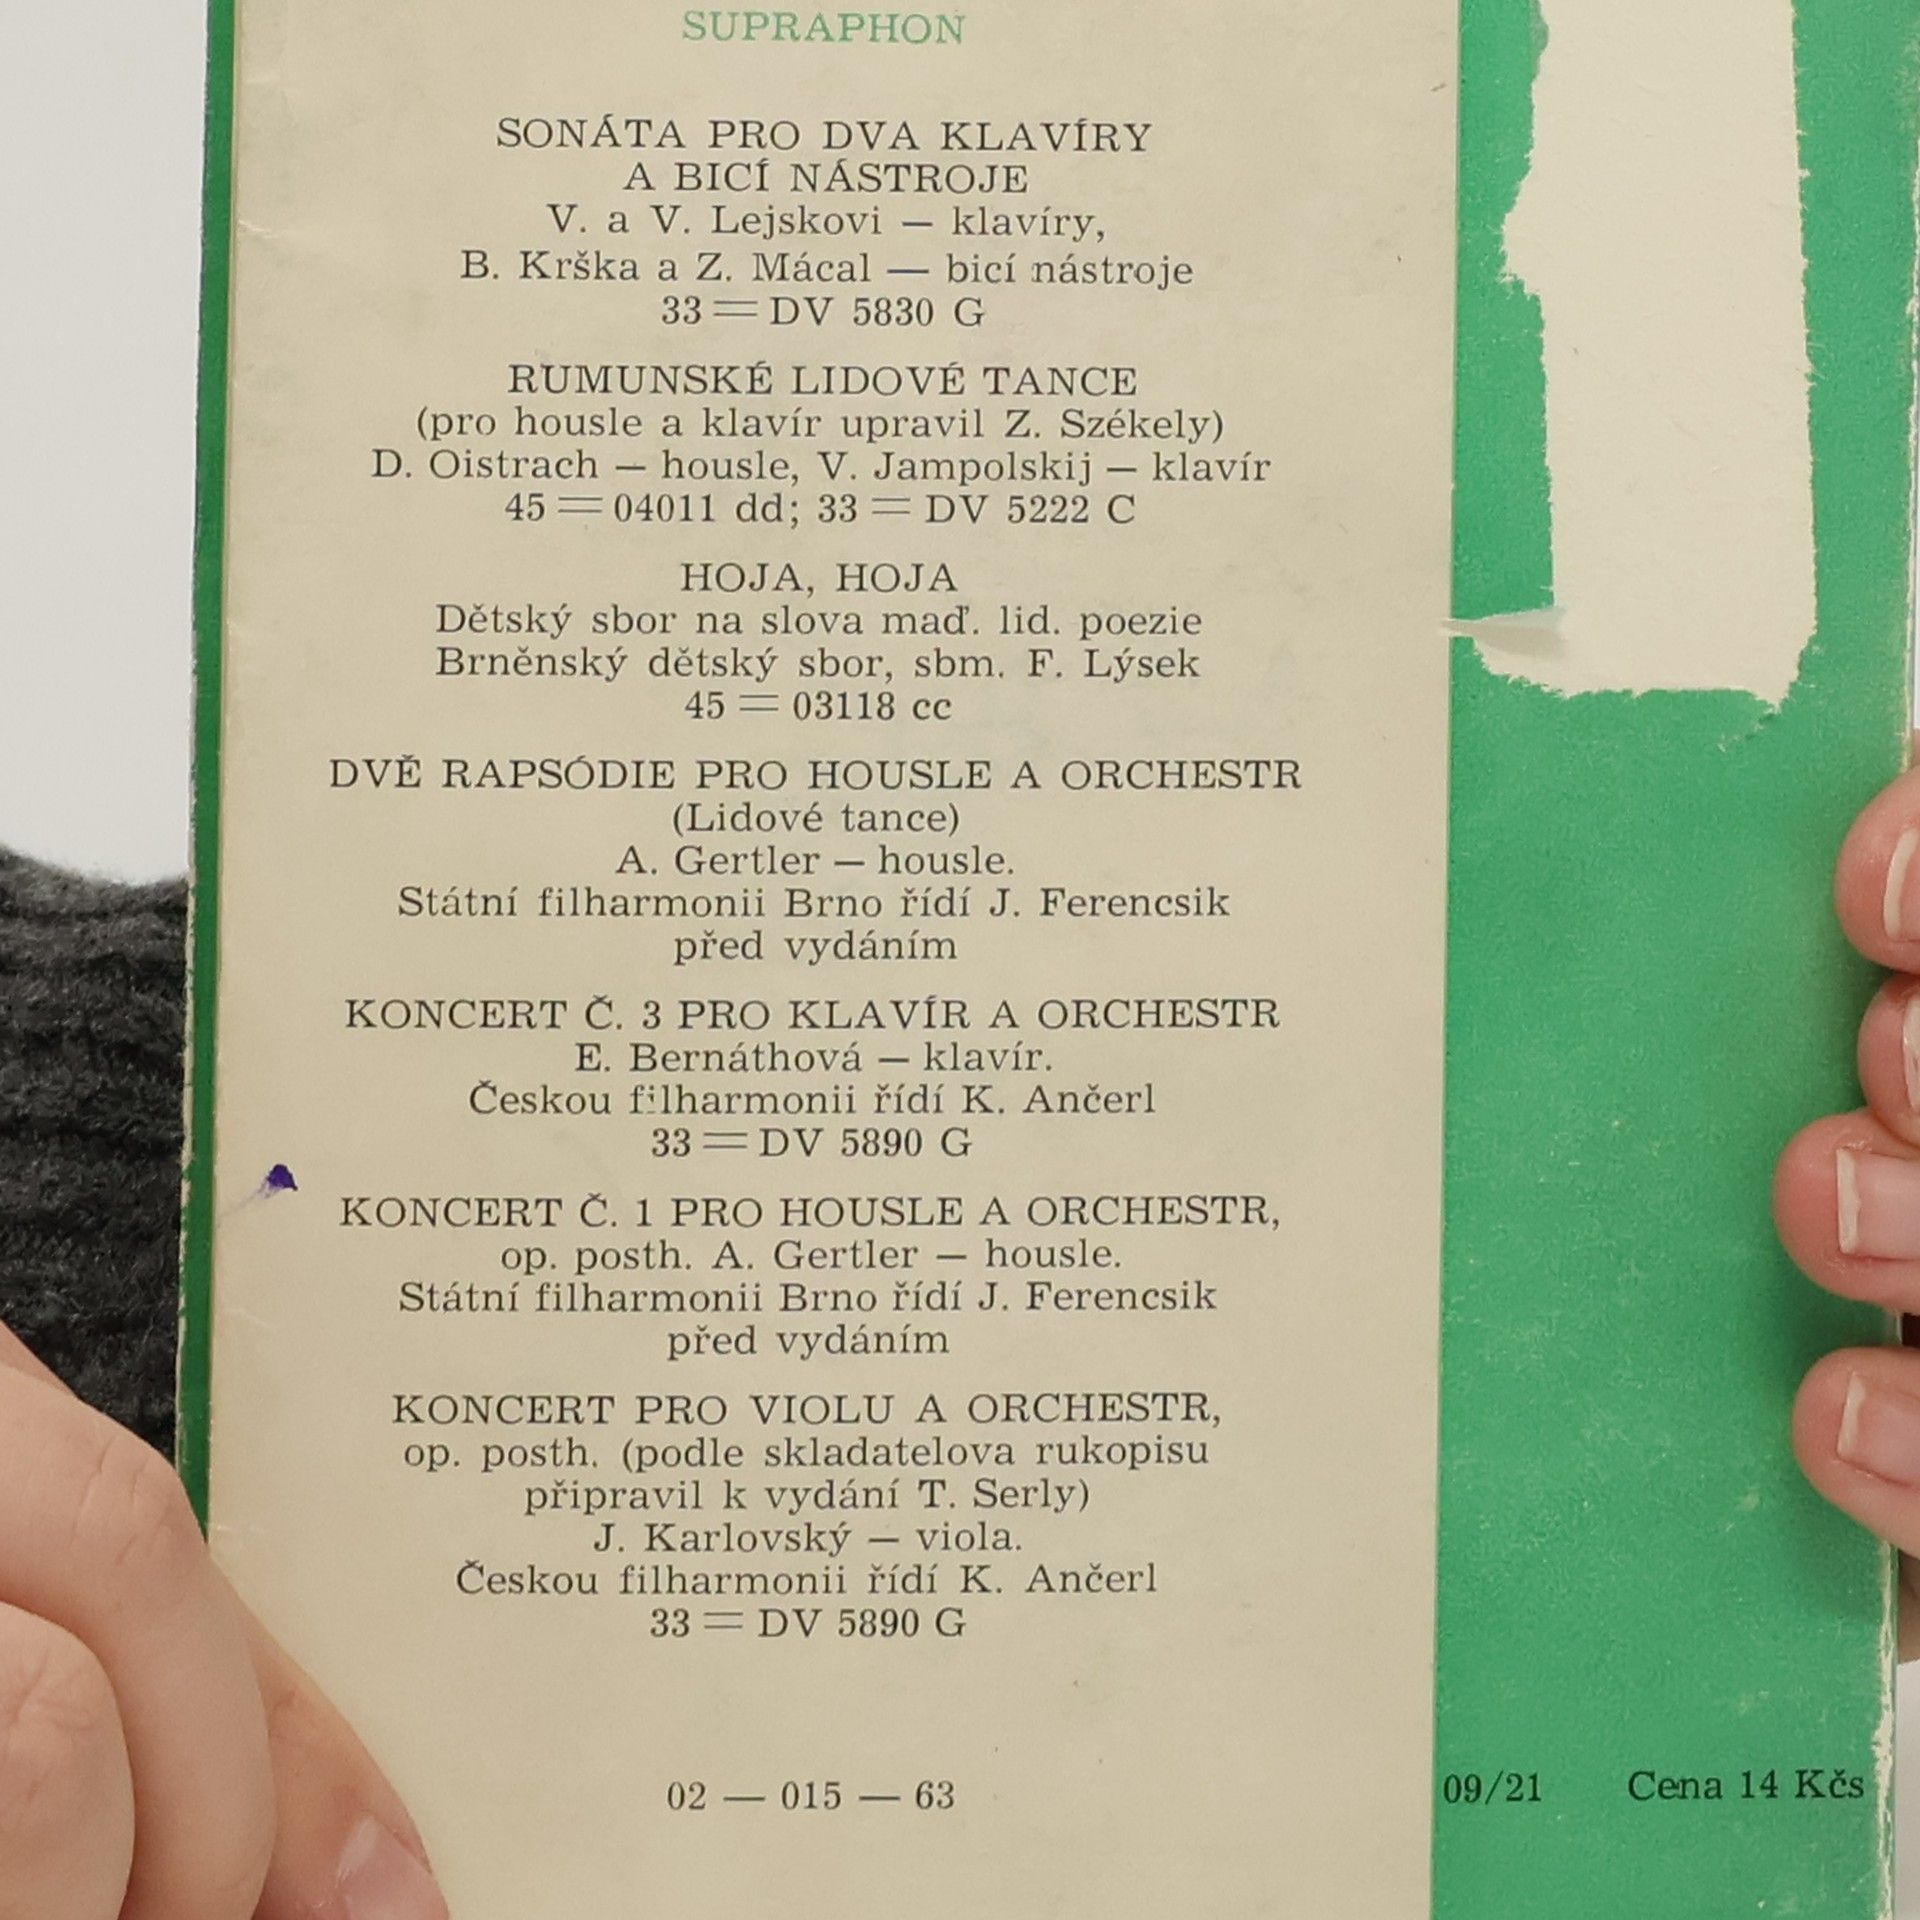 SUPRAPHON
SONÁTA PRO DVA KLAVÍRY
A BICÍ NÁSTROJE
V. a V. Lejskovi — klavíry,
B. Krška a Z. Mácal — bicí nástroje
33 = DV 5830 G
RUMUNSKÉ LIDOVÉ TANCE
(pro housle a klavír upravil Z. Székely)
D. Oistrach — housle, V. Jampolskij — klavír
45 = 04011 dd; 33 = DV 5222 C
HOJA, HOJA
Dětský sbor na slova maď. lid. poezie
Brněnský dětský sbor, sbm. F. Lýsek
45 = 03118 cc
DVĚ RAPSÓDIE PRO HOUSLE A ORCHESTR
(Lidové tance)
A. Gertler — housle.
Státní filharmonii Brno řídí J. Ferencsik
před vydáním
KONCERT Č. 3 PRO KLAVÍR A ORCHESTR
E. Bernáthová — klavír.
Českou filharmonii řídí K. Ančerl
33 = DV 5890 G
KONCERT Č. 1 PRO HOUSLE A ORCHESTR,
op. posth. A. Gertler — housle.
Státní filharmonii Brno řídí J. Ferencsik
před vydáním
KONCERT PRO VIOLU A ORCHESTR,
op. posth. (podle skladatelova rukopisu
připravil k vydání T. Serly)
J. Karlovský — viola.
Českou filharmonii řídí K. Ančerl
33 = DV 5890 G
02 — 015 — 63
09/21 Cena 14 Kčs